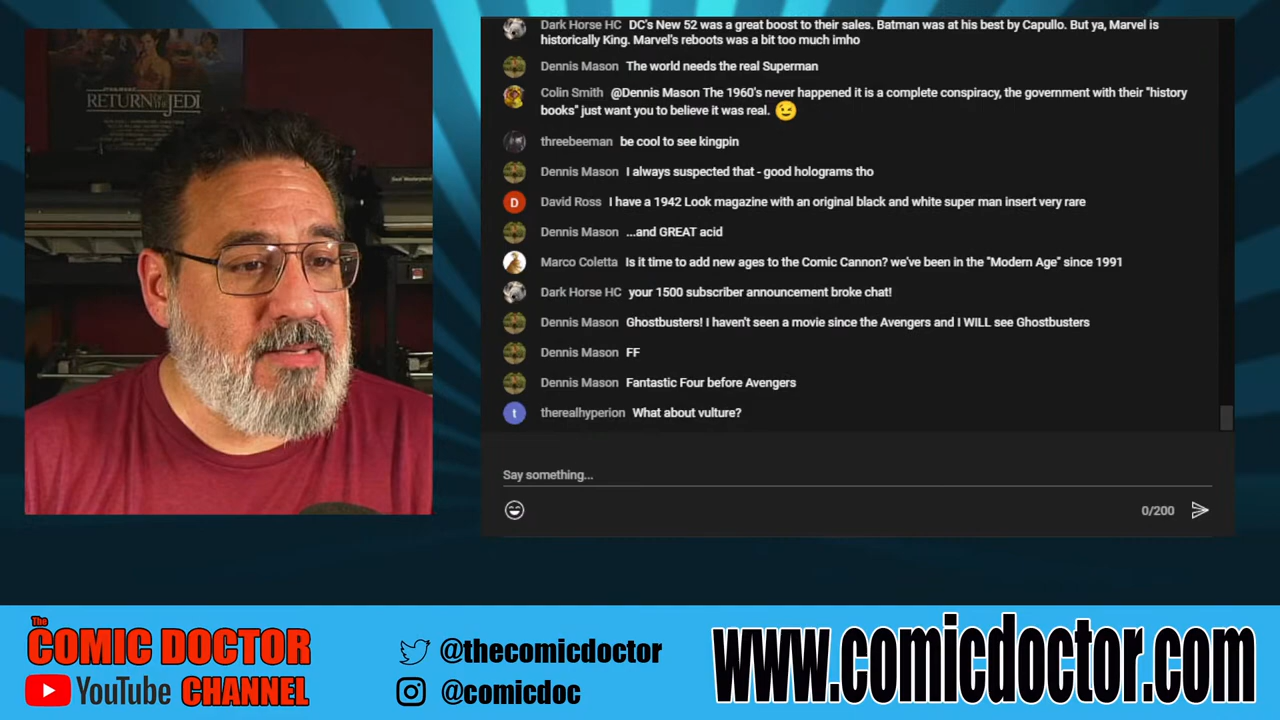 RETURN OF THE JEDI
Dark Horse HC DC's New 52 was a great boost to their sales. Batman was at his best by Capullo. But ya, Marvel is
historically King. Marvel's reboots was a bit too much imho
Dennis Mason The world needs the real Superman
Colin Smith @Dennis Mason The 1960's never happened it is a complete conspiracy, the government with their "history
books" just want you to believe it was real. 😉
threebeeman be cool to see kingpin
Dennis Mason I always suspected that - good holograms tho
D David Ross I have a 1942 Look magazine with an original black and white super man insert very rare
Dennis Mason ...and GREAT acid
Marco Coletta Is it time to add new ages to the Comic Cannon? we've been in the "Modern Age" since 1991
Dark Horse HC your 1500 subscriber announcement broke chat!
Dennis Mason Ghostbusters! I haven't seen a movie since the Avengers and I WILL see Ghostbusters
Dennis Mason FF
Dennis Mason Fantastic Four before Avengers
t therealhyperion What about vulture?
Say something...
0/200
The
COMIC DOCTOR
YouTube CHANNEL
@thecomicdoctor
@comicdoc
www.comicdoctor.com